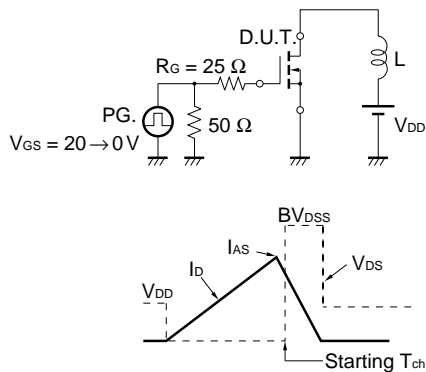 D.U.T.
RG = 25 Ω
L
PG.
50 Ω
VDD
VGS = 20 → 0 V
BVDSS
IAS
ID
VDS
VDD
Starting Tch